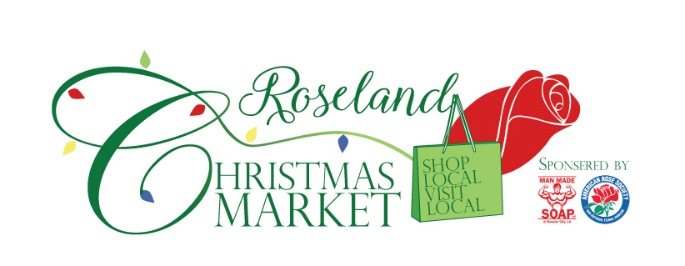 Roseland
CHRISTMAS
MARKET
SHOP
LOCAL
VISIT
LOCAL
SPONSERED BY
MAN MADE
SOAP
AMERICAN ROSE SOCIETY